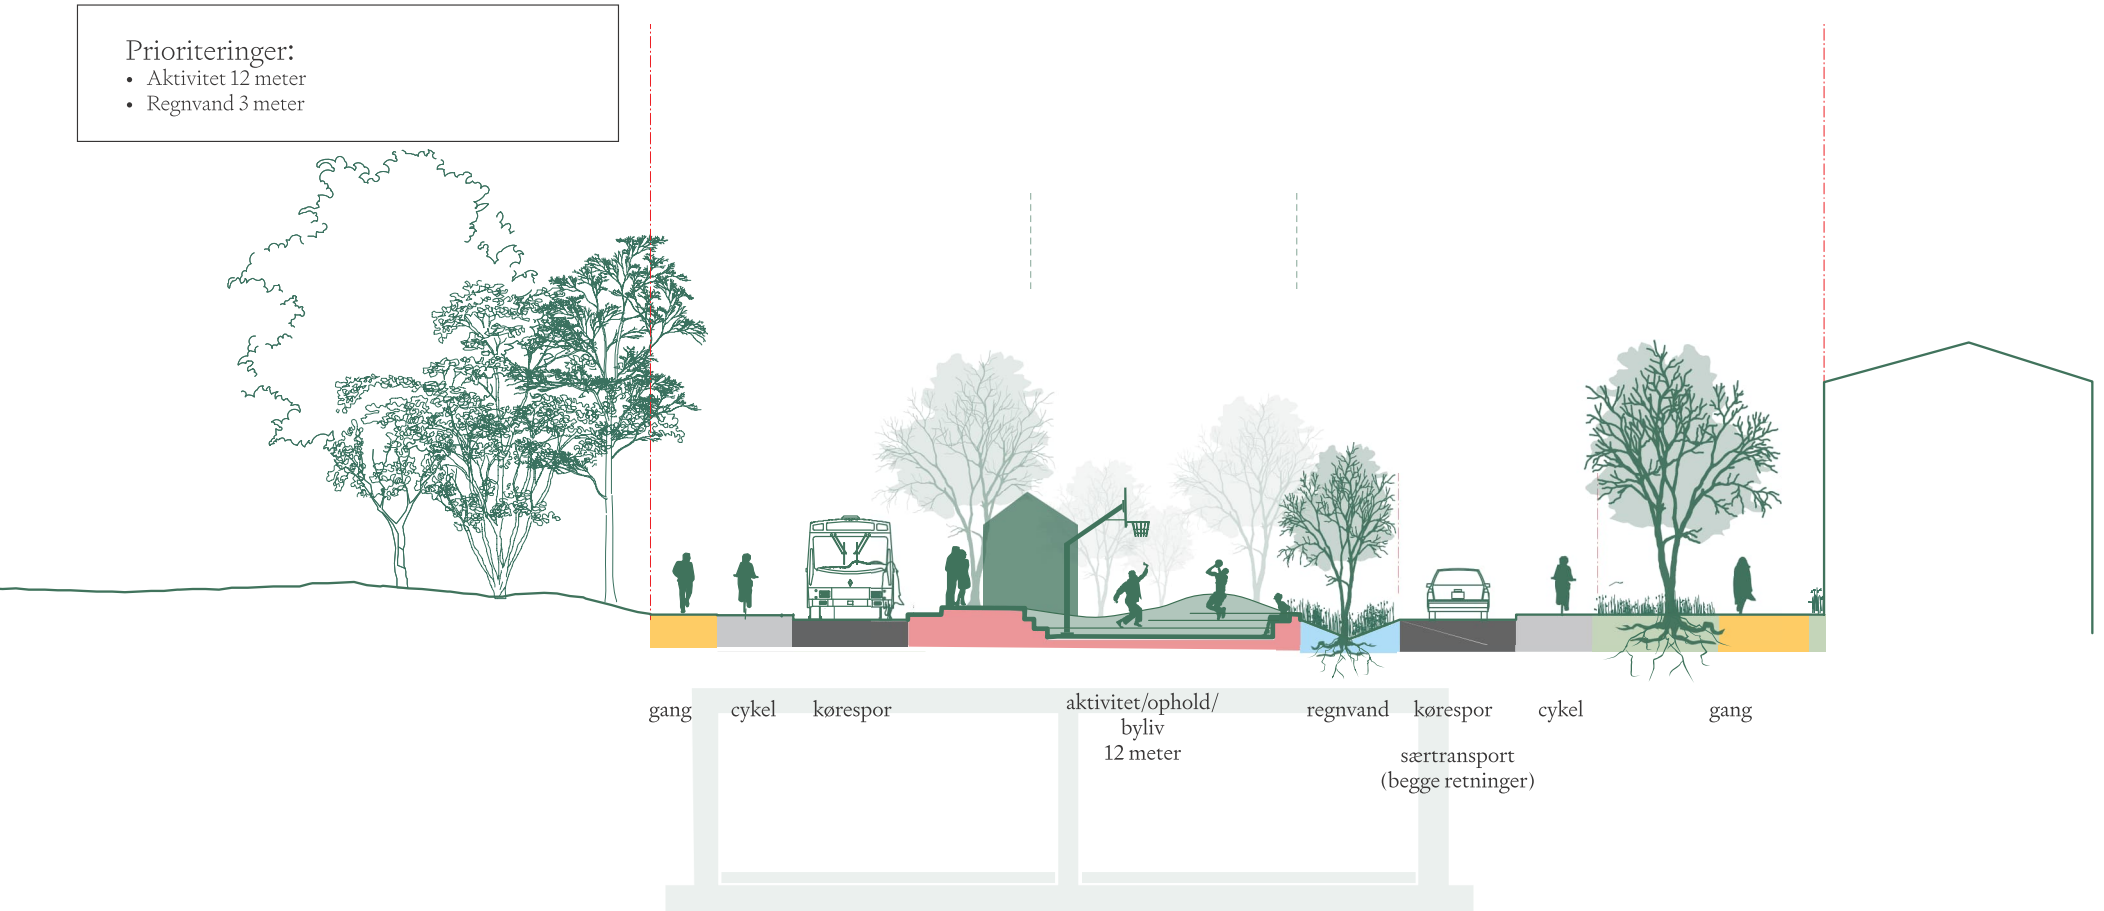 Prioriteringer:
• Aktivitet 12 meter
• Regnvand 3 meter
gang
cykel
kørespor
aktivitet/ophold/
byliv
12 meter
regnvand
kørespor
særtransport
(begge retninger)
cykel
gang